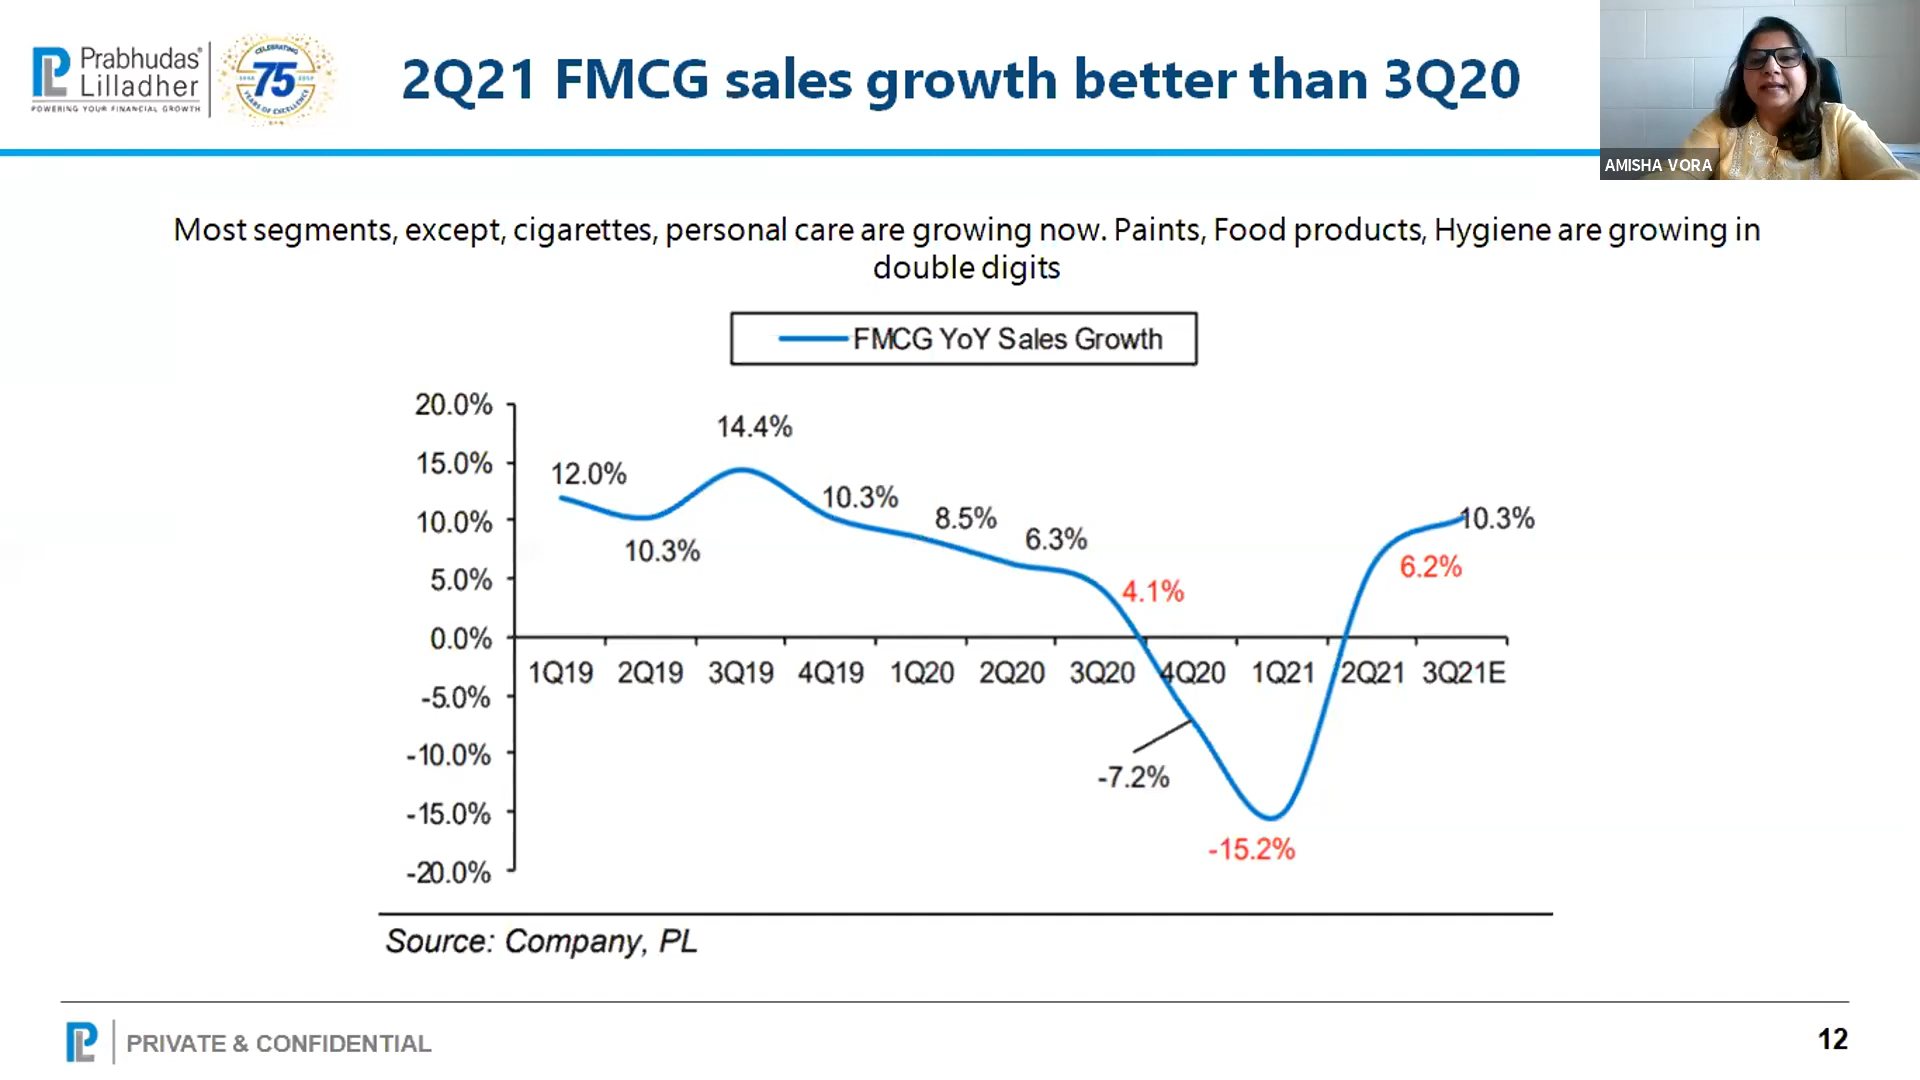 Prabhudas
Lilladher
POWERING YOUR FINANCIAL GROWTH
CELEBRATING
75
YEARS OF EXCELLENCE
2Q21 FMCG sales growth better than 3Q20
AMISHA VORA
Most segments, except, cigarettes, personal care are growing now. Paints, Food products, Hygiene are growing in
double digits
FMCG YoY Sales Growth
20.0%
15.0%
10.0%
5.0%
0.0%
-5.0%
-10.0%
-15.0%
-20.0%
12.0%
10.3%
14.4%
10.3%
8.5%
6.3%
4.1%
-7.2%
-15.2%
6.2%
10.3%
1Q19 2Q19 3Q19 4Q19 1Q20 2Q20 3Q20 4Q20 1Q21 2Q21 3Q21E
Source: Company, PL
PRIVATE & CONFIDENTIAL
12